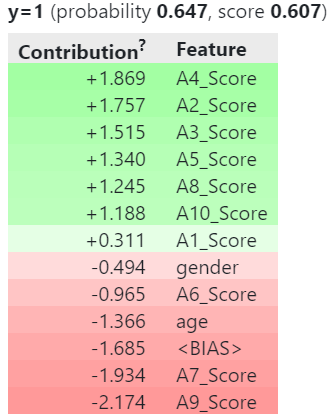 y=1 (probability 0.647, score 0.607)
Contribution? Feature
+1.869 A4_Score
+1.757 A2_Score
+1.515 A3_Score
+1.340 A5_Score
+1.245 A8_Score
+1.188 A10_Score
+0.311 A1_Score
-0.494 gender
-0.965 A6_Score
-1.366 age
-1.685 <BIAS>
-1.934 A7_Score
-2.174 A9_Score